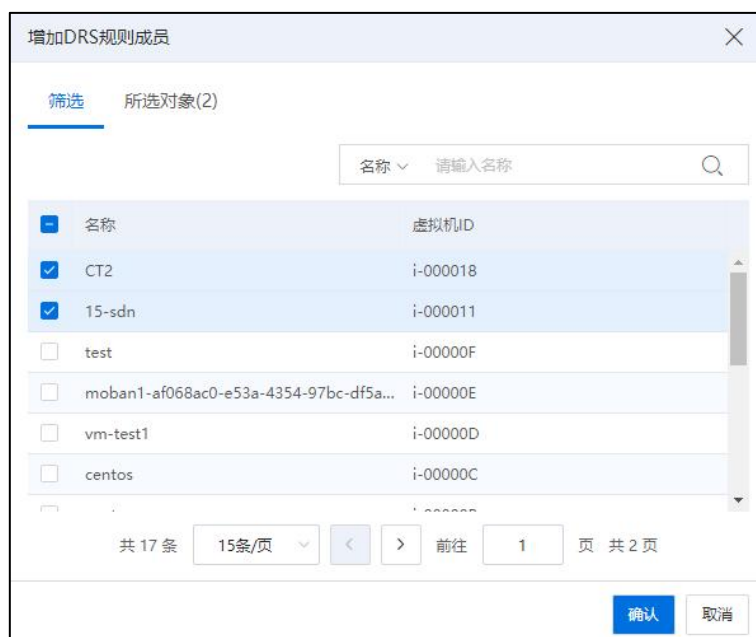 增加DRS规则成员
筛选 所选对象(2)
名称 请输入名称
名称 虚拟机ID
CT2 i-000018
15-sdn i-000011
test i-00000F
moban1-af068ac0-e53a-4354-97bc-df5a... i-00000E
vm-test1 i-00000D
centos i-00000C
共 17 条 15条/页 前往 1 页 共 2 页
确认 取消